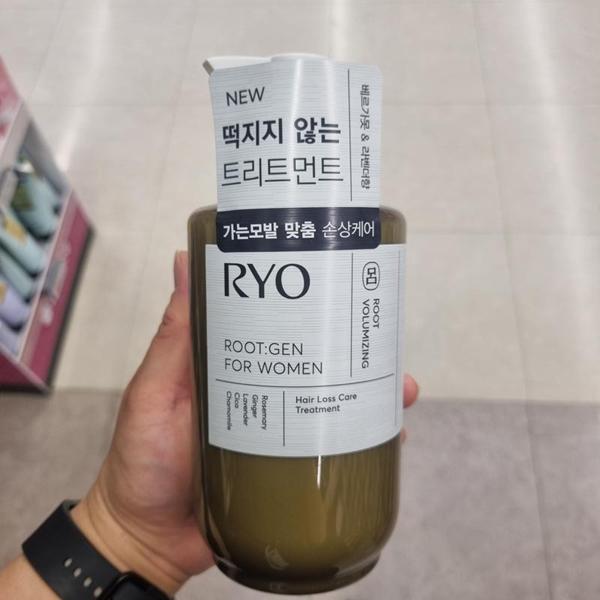 NEW
떡지지 않는
트리트먼트
베르가못 & 라벤더향
가는모발 맞춤 손상케어
RYO
ROOT:GEN
FOR WOMEN
ROOT
VOLUMIZING
Hair Loss Care
Treatment
Rosemary
Ginger
Lavender
Cica
Chamomile